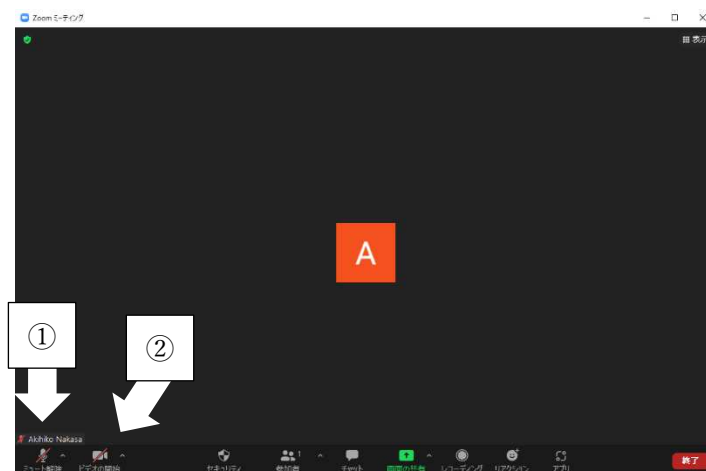 Zoom ミーティング
表示
A
①
②
Akihiko Nakasa
ミュート解除 ビデオの開始 セキュリティ 参加者 1 チャット 画面の共有 レコーディング リアクション アプリ 終了